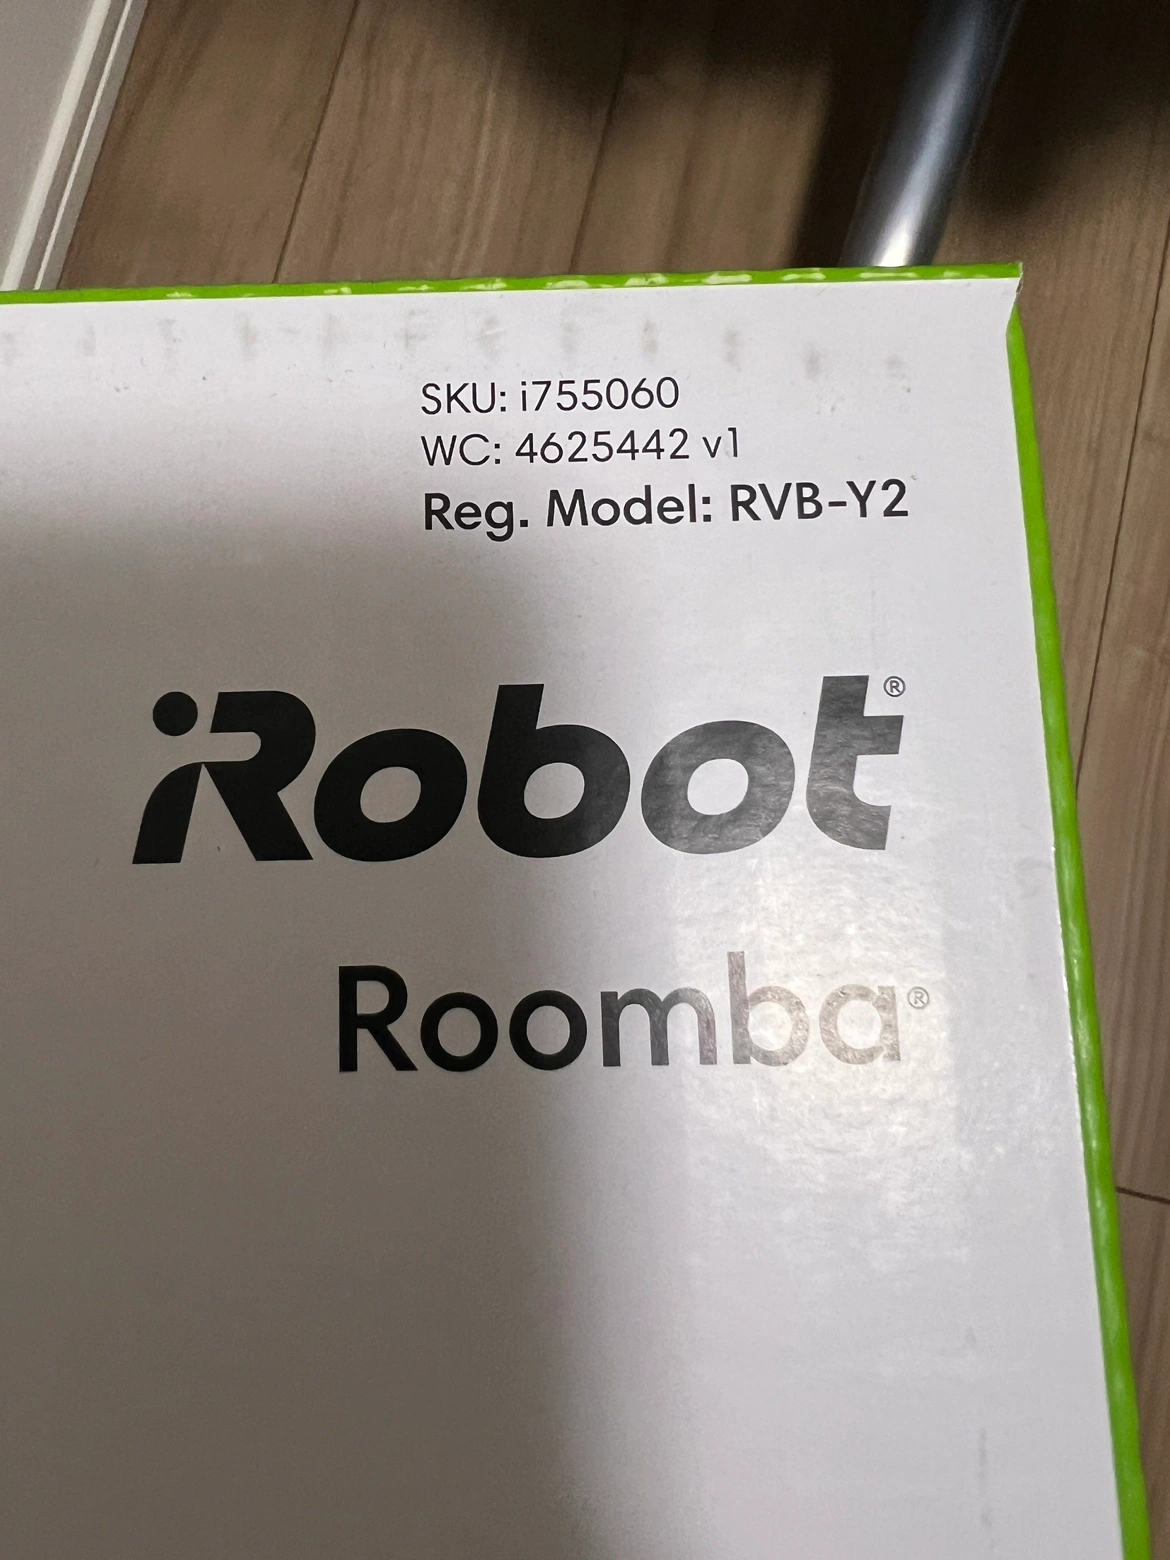 SKU: i755060
WC: 4625442 v1
Reg. Model: RVB-Y2
iRobot®
Roomba®